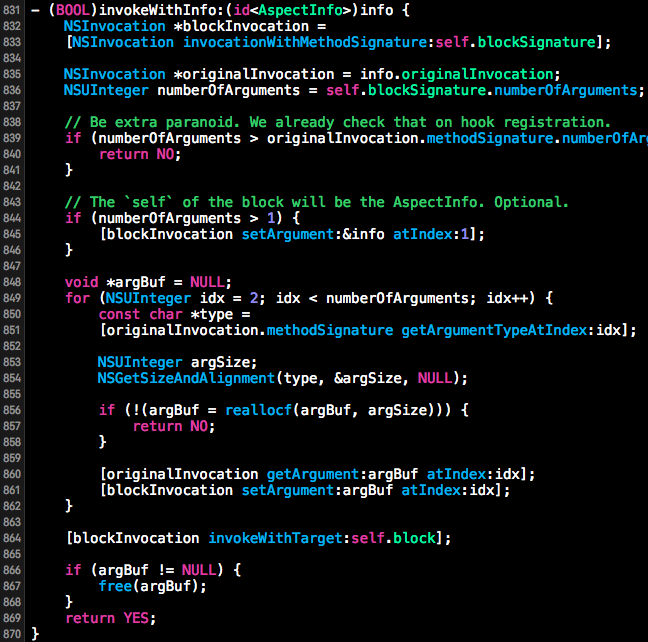 831 - (BOOL)invokeWithInfo:(id<AspectInfo>)info {
832 NSInvocation *blockInvocation =
833 [NSInvocation invocationWithMethodSignature:self.blockSignature];
834
835 NSInvocation *originalInvocation = info.originalInvocation;
836 NSUInteger numberOfArguments = self.blockSignature.numberOfArguments;
837
838 // Be extra paranoid. We already check that on hook registration.
839 if (numberOfArguments > originalInvocation.methodSignature.numberOfAr
840 return NO;
841 }
842
843 // The `self` of the block will be the AspectInfo. Optional.
844 if (numberOfArguments > 1) {
845 [blockInvocation setArgument:&info atIndex:1];
846 }
847
848 void *argBuf = NULL;
849 for (NSUInteger idx = 2; idx < numberOfArguments; idx++) {
850 const char *type =
851 [originalInvocation.methodSignature getArgumentTypeAtIndex:idx];
852
853 NSUInteger argSize;
854 NSGetSizeAndAlignment(type, &argSize, NULL);
855
856 if (!(argBuf = reallocf(argBuf, argSize))) {
857 return NO;
858 }
859
860 [originalInvocation getArgument:argBuf atIndex:idx];
861 [blockInvocation setArgument:argBuf atIndex:idx];
862 }
863
864 [blockInvocation invokeWithTarget:self.block];
865
866 if (argBuf != NULL) {
867 free(argBuf);
868 }
869 return YES;
870 }